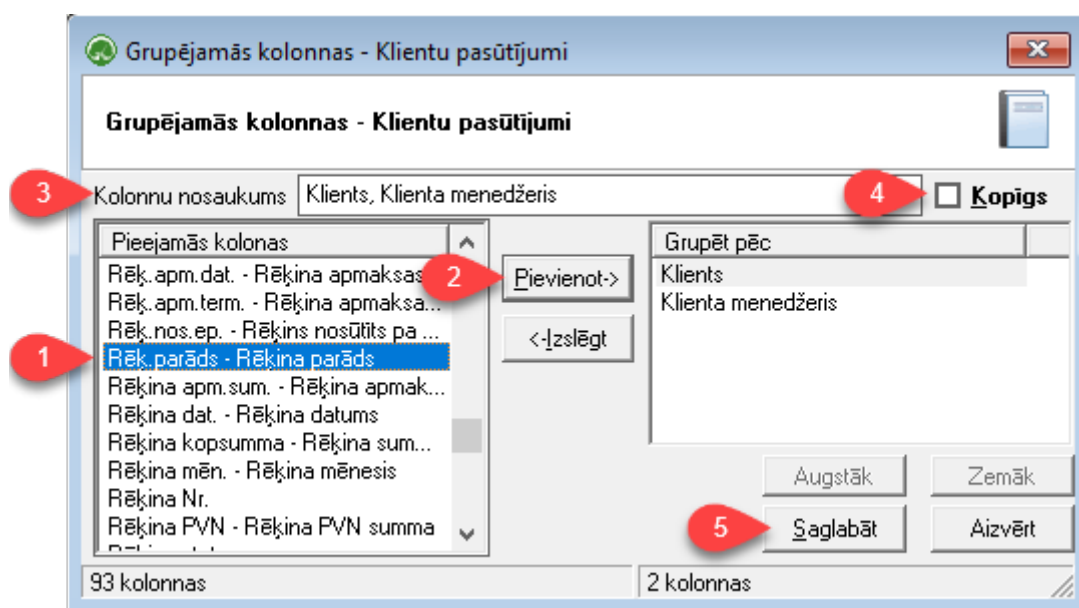 Grupējamās kolonnas - Klientu pasūtījumi
Grupējamās kolonnas - Klientu pasūtījumi
3 Kolonnu nosaukums Klients, Klienta menedžeris 4 Kopīgs
Pieejamās kolonas
Rēķ.apm.dat. - Rēķina apmaksas
Rēķ.apm.term. - Rēķina apmaksa...
Rēķ.nos.ep. - Rēķins nosūtīts pa ...
1 Rēķ.parāds - Rēķina parāds
Rēķina apm.sum. - Rēķina apmak...
Rēķina dat. - Rēķina datums
Rēķina kopsumma - Rēķina sum...
Rēķina mēn. - Rēķina mēnesis
Rēķina Nr.
Rēķina PVN - Rēķina PVN summa
2 Pievienot->
<-Izslēgt
Grupēt pēc
Klients
Klienta menedžeris
Augstāk Zemāk
5 Saglabāt Aizvērt
93 kolonnas 2 kolonnas